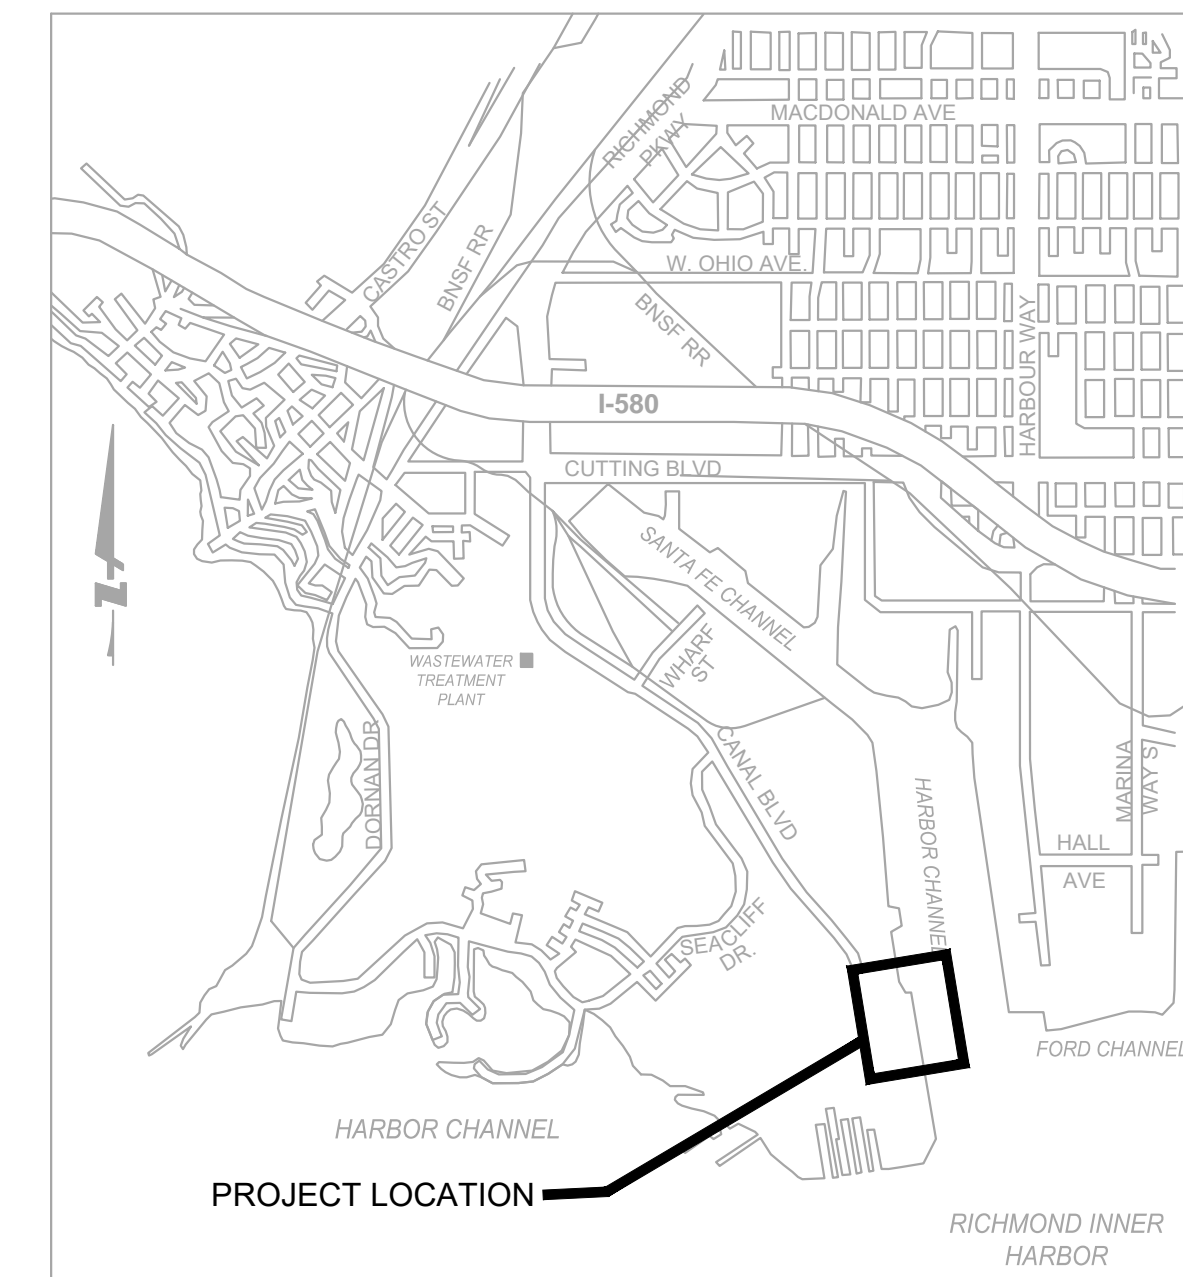 MACDONALD AVE
RICHMOND
PKWY
CASTRO ST
BNSF RR
W. OHIO AVE.
BNSF RR
HARBOUR WAY
I-580
CUTTING BLVD
SANTA FE CHANNEL
N
WASTEWATER
TREATMENT
PLANT
WHARF
ST
DORNAN DR
CANAL BLVD
HARBOR CHANNEL
MARINA
WAY S
HALL
AVE
SEACLIFF
DR.
FORD CHANNEL
HARBOR CHANNEL
PROJECT LOCATION
RICHMOND INNER
HARBOR